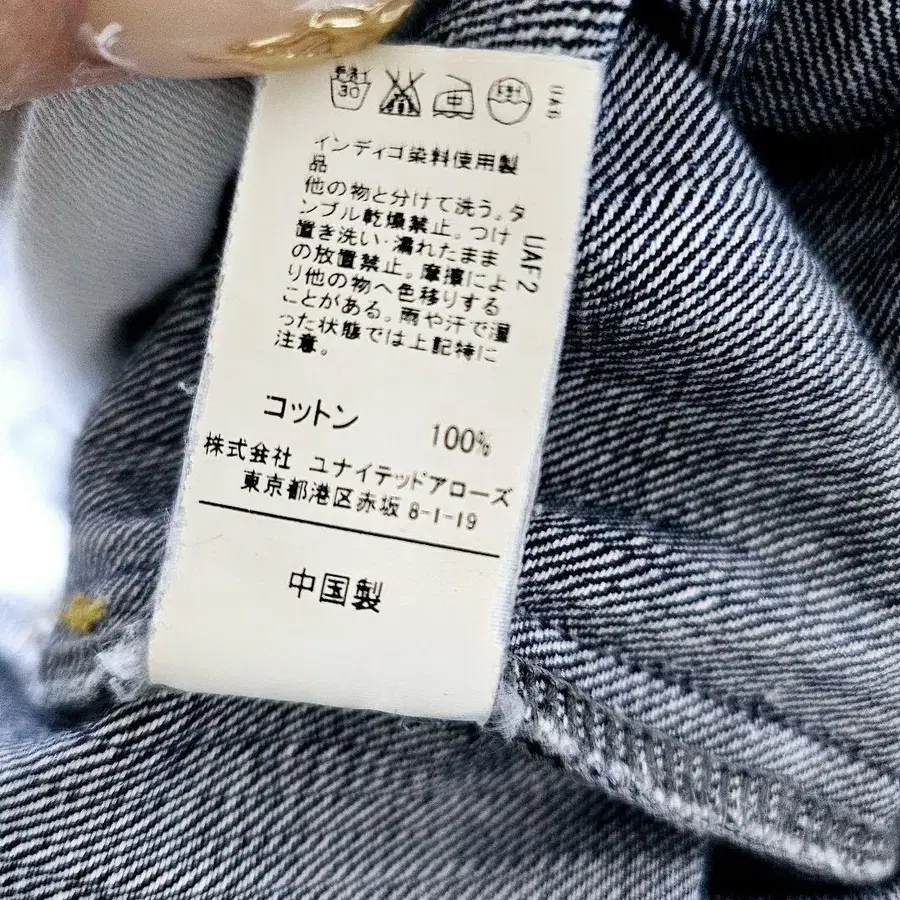 30
中
インディゴ染料使用製
品
他の物と分けて洗う。タ
ンブル乾燥禁止。つけ
置き洗い・濡れたまま
の放置禁止。摩擦によ
り他の物へ色移りする
ことがある。雨や汗で湿
った状態では上記特に
注意。
UAF2
コットン 100%
株式会社 ユナイテッドアローズ
東京都港区赤坂 8-1-19
中国製